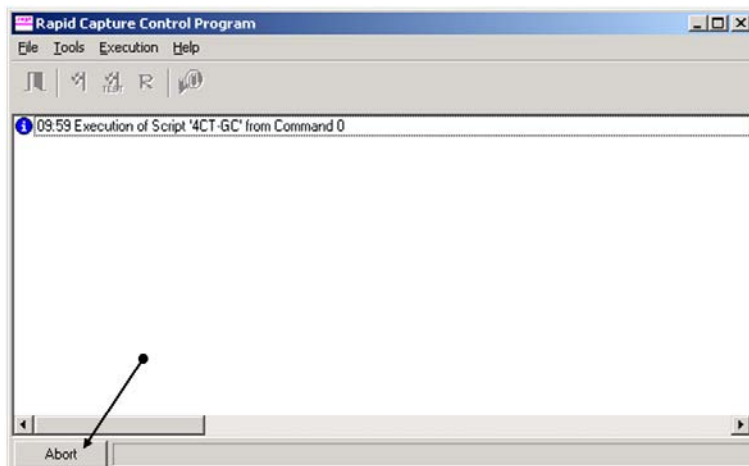 Rapid Capture Control Program
File Tools Execution Help
TEST R
i 09:59 Execution of Script '4CT-GC' from Command 0
Abort